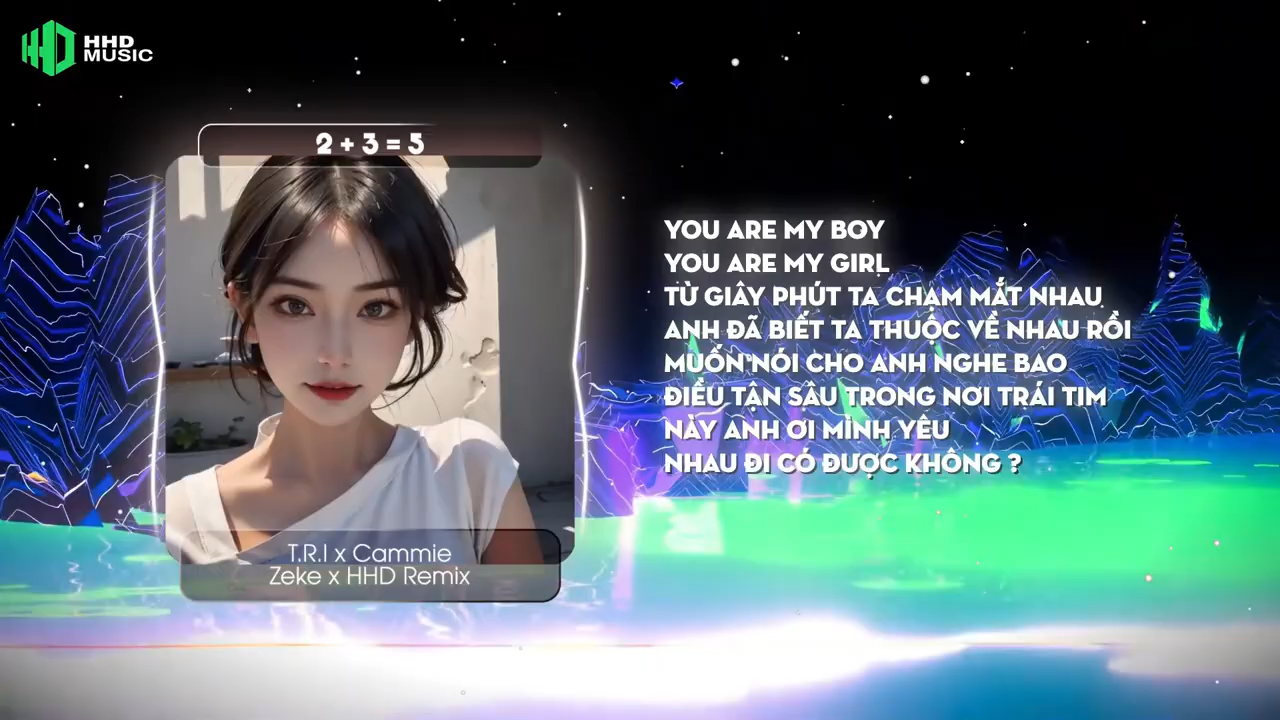 HHD
MUSIC
2 + 3 = 5
T.R.I x Cammie
Zeke x HHD Remix
YOU ARE MY BOY
YOU ARE MY GIRL
TỪ GIÂY PHÚT TA CHẠM MẮT NHAU
ANH ĐÃ BIẾT TA THUỘC VỀ NHAU RỒI
MUỐN NÓI CHO ANH NGHE BAO
ĐIỀU TẬN SÂU TRONG NƠI TRÁI TIM
NÀY ANH ƠI MÌNH YÊU
NHAU ĐI CÓ ĐƯỢC KHÔNG ?